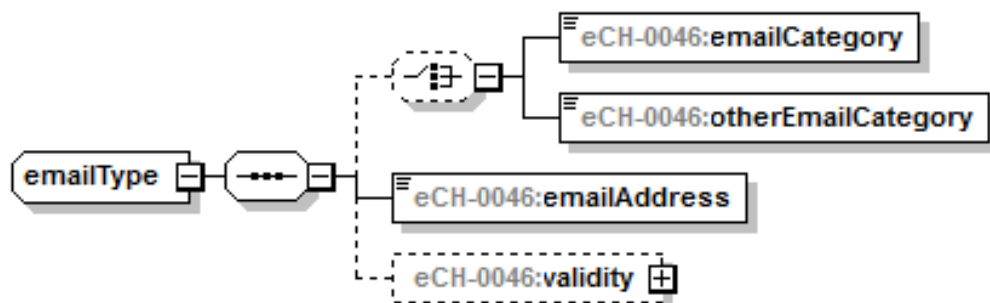 eCH-0046:emailCategory
eCH-0046:otherEmailCategory
emailType
eCH-0046:emailAddress
eCH-0046:validity